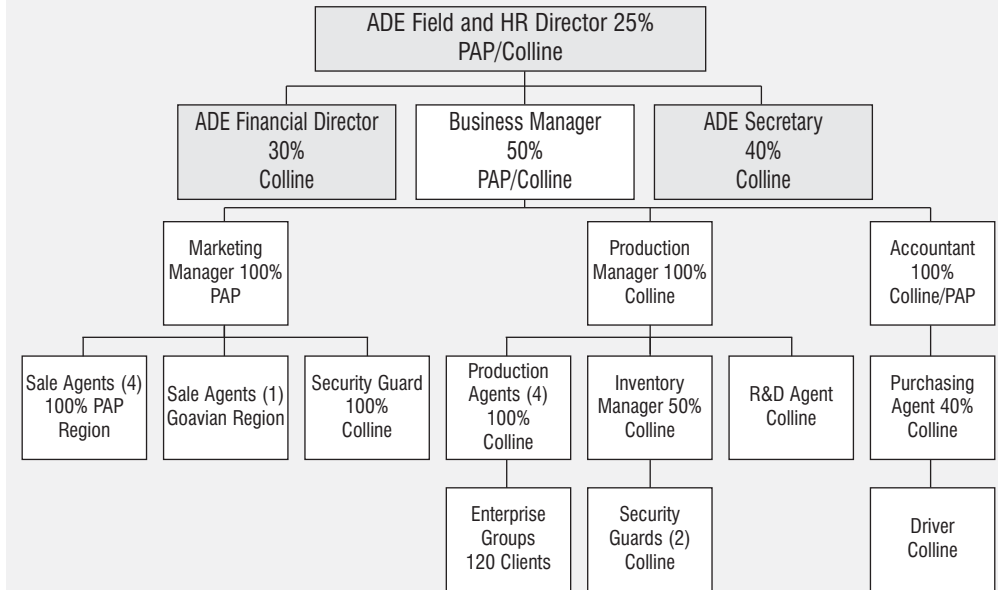 ADE Field and HR Director 25%
PAP/Colline
ADE Financial Director
30%
Colline
Business Manager
50%
PAP/Colline
ADE Secretary
40%
Colline
Marketing
Manager 100%
PAP
Production
Manager 100%
Colline
Accountant
100%
Colline/PAP
Sale Agents (4)
100% PAP
Region
Sale Agents (1)
Goavian Region
Security Guard
100%
Colline
Production
Agents (4)
100%
Colline
Inventory
Manager 50%
Colline
R&D Agent
Colline
Purchasing
Agent 40%
Colline
Enterprise
Groups
120 Clients
Security
Guards (2)
Colline
Driver
Colline